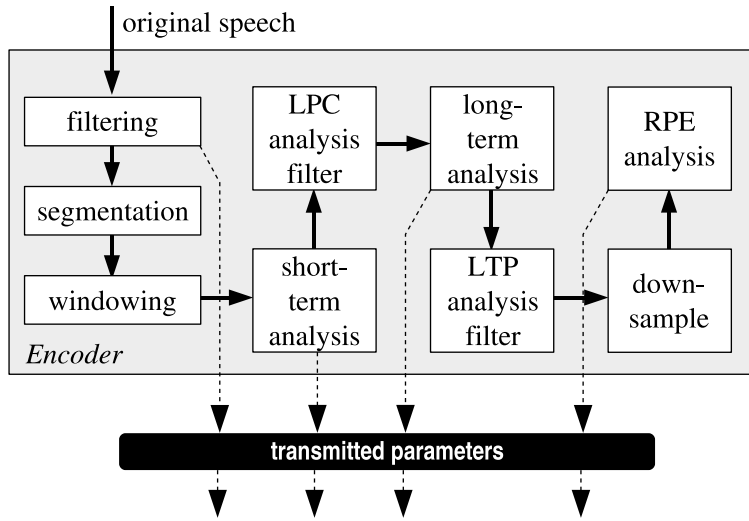 original speech
filtering
segmentation
windowing
Encoder
LPC
analysis
filter
short-
term
analysis
long-
term
analysis
LTP
analysis
filter
RPE
analysis
down-
sample
transmitted parameters